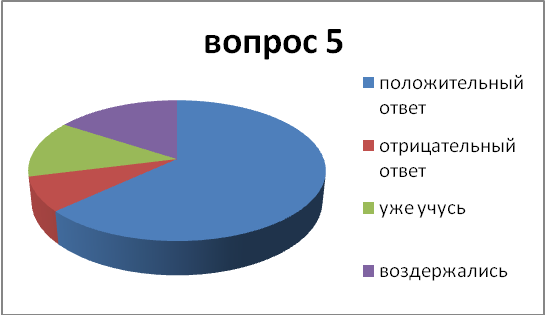 вопрос 5
положительный
ответ
отрицательный
ответ
уже учусь
воздержались